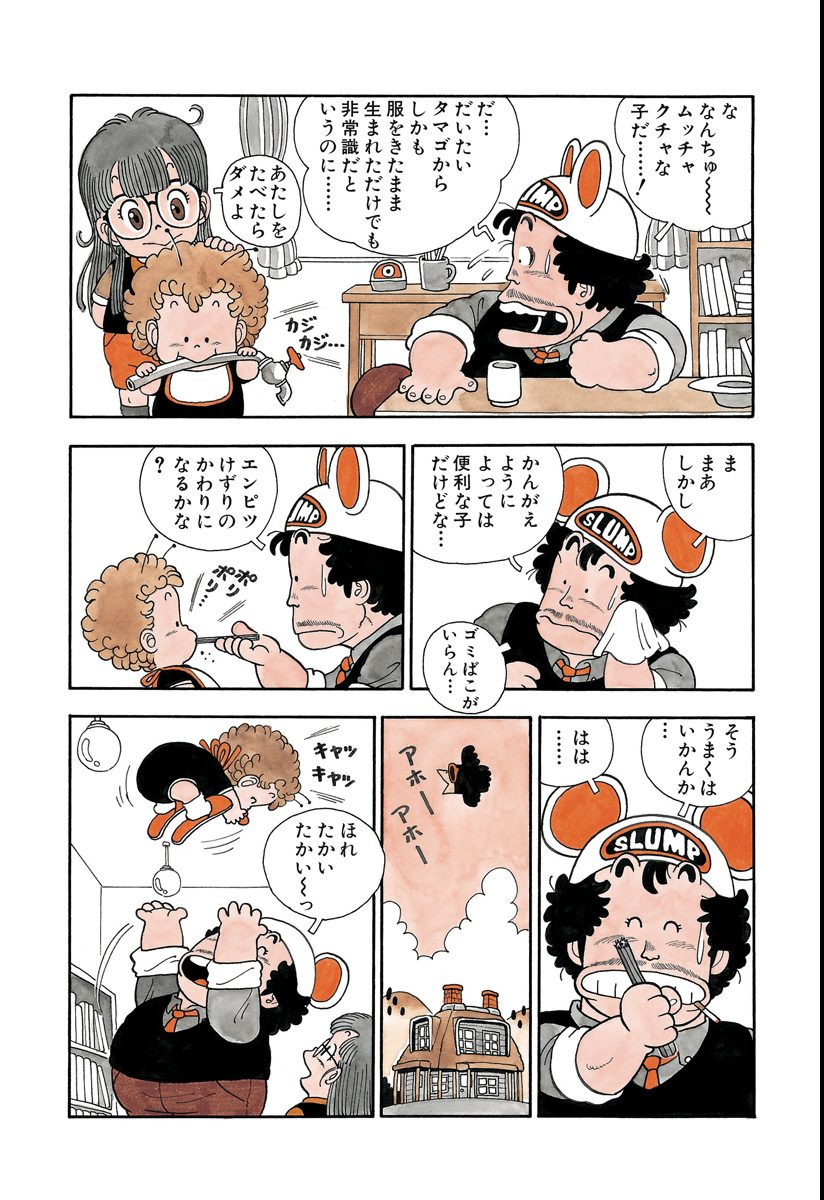 な
なんちゅ〜〜
ムッチャ
クチャな
子だ……!
だ…
だいたい
タマゴから
しかも
服をきたまま
生まれただけでも
非常識だと
いうのに……
あたしを
たべたら
ダメよ
カジ
カジ…
IMP
ま
まあ
しかし
かんがえ
ように
よっては
便利な子
だけどな…
SLUMP
エンピツ
けずりの
かわりに
なるかな
?
UMP
ポリ
ポリ…
ゴミばこが
いらん…
そう
うまくは
いかんか
…
はは
……
SLUMP
アホー
アホー
ほれ
たかい
たかい〜っ
キャッ
キャッ